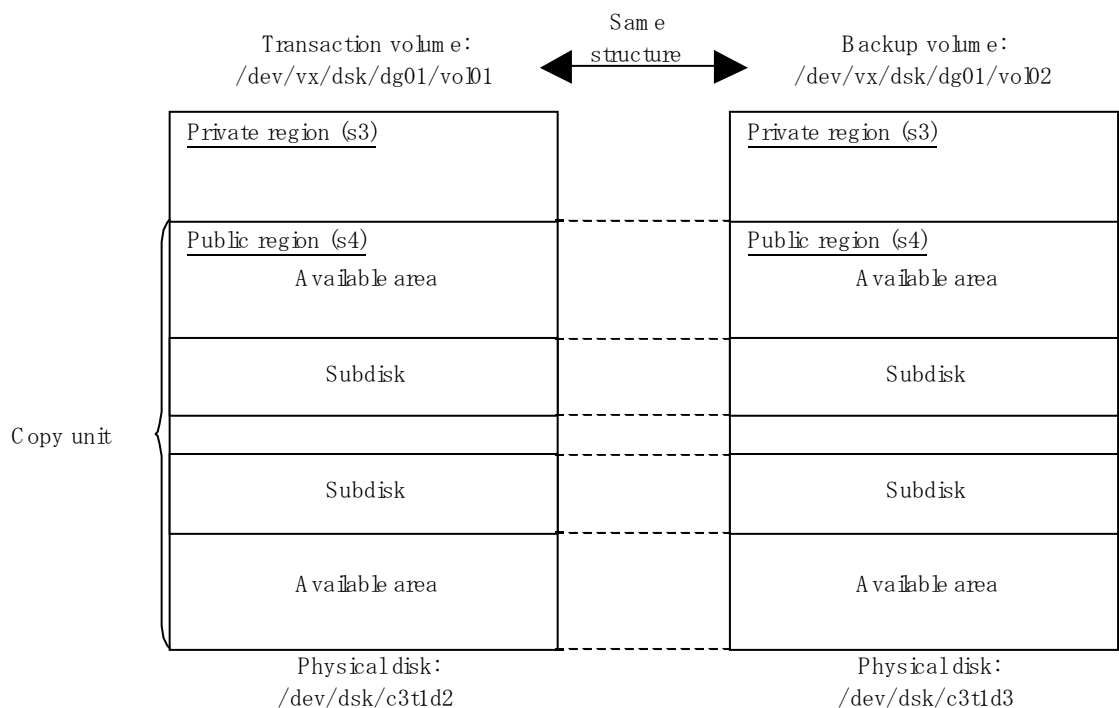 Same
structure
Transaction volume:
/dev/vx/dsk/dg01/vol01
Backup volume:
/dev/vx/dsk/dg01/vol02
Private region (s3)
Private region (s3)
Public region (s4)
Available area
Public region (s4)
Available area
Subdisk
Subdisk
Copy unit
Subdisk
Subdisk
Available area
Available area
Physical disk:
/dev/dsk/c3t1d2
Physical disk:
/dev/dsk/c3t1d3